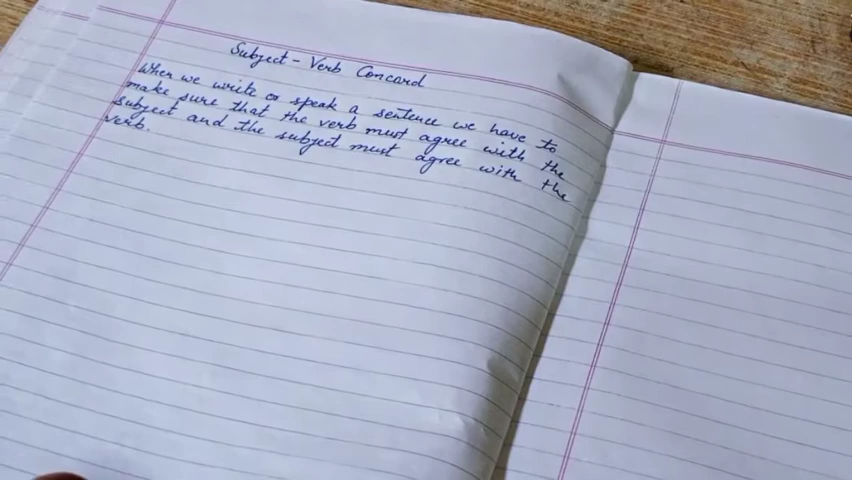 Subject - Verb Concord
When we write or speak a sentence we have to
make sure that the verb must agree with the
subject and the subject must agree with the
verb.